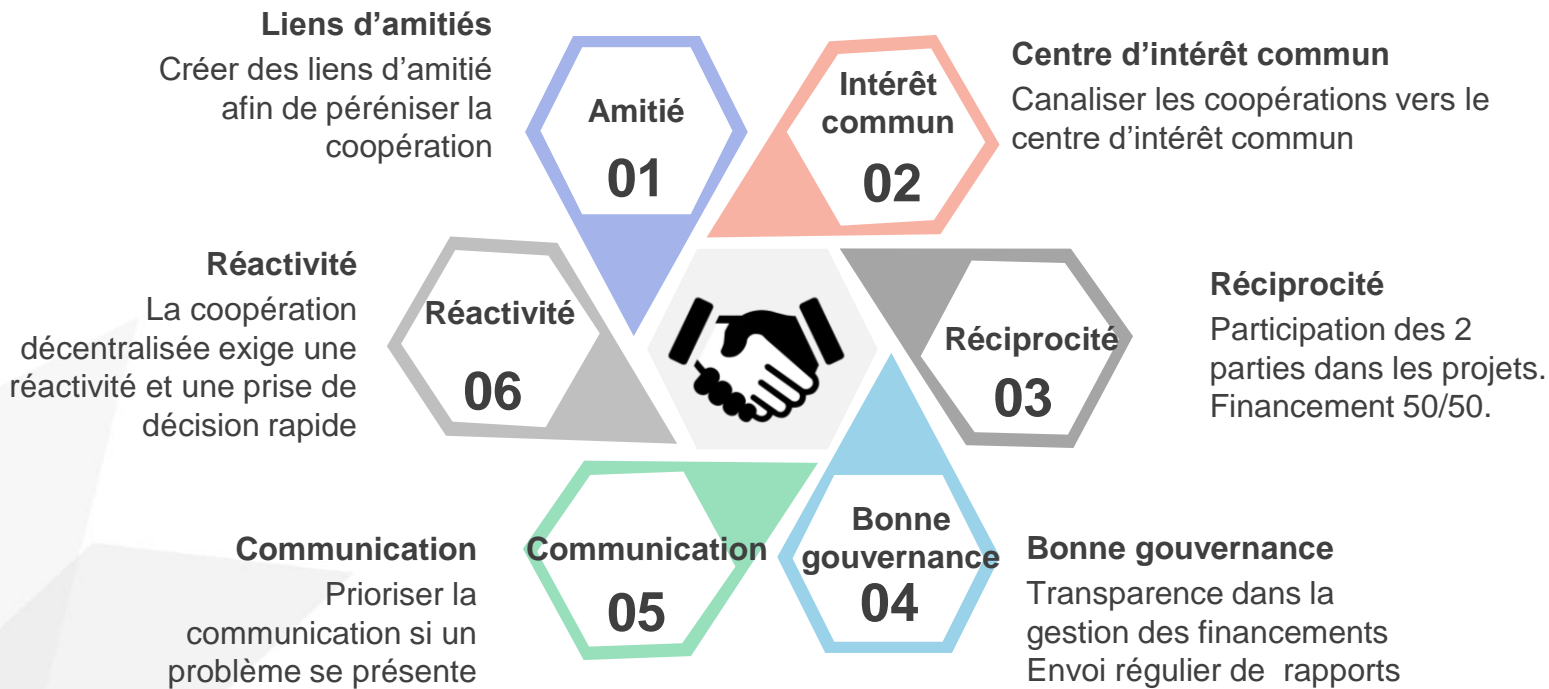 Liens d’amitiés
Créer des liens d’amitié
afin de péréniser la
coopération
Amitié
01
Intérêt
commun
02
Centre d’intérêt commun
Canaliser les coopérations vers le
centre d’intérêt commun
Réactivité
La coopération
décentralisée exige une
réactivité et une prise de
décision rapide
Réactivité
06
Réciprocité
03
Réciprocité
Participation des 2
parties dans les projets.
Financement 50/50.
Communication
Prioriser la
communication si un
problème se présente
Communication
05
Bonne
gouvernance
04
Bonne gouvernance
Transparence dans la
gestion des financements
Envoi régulier de  rapports